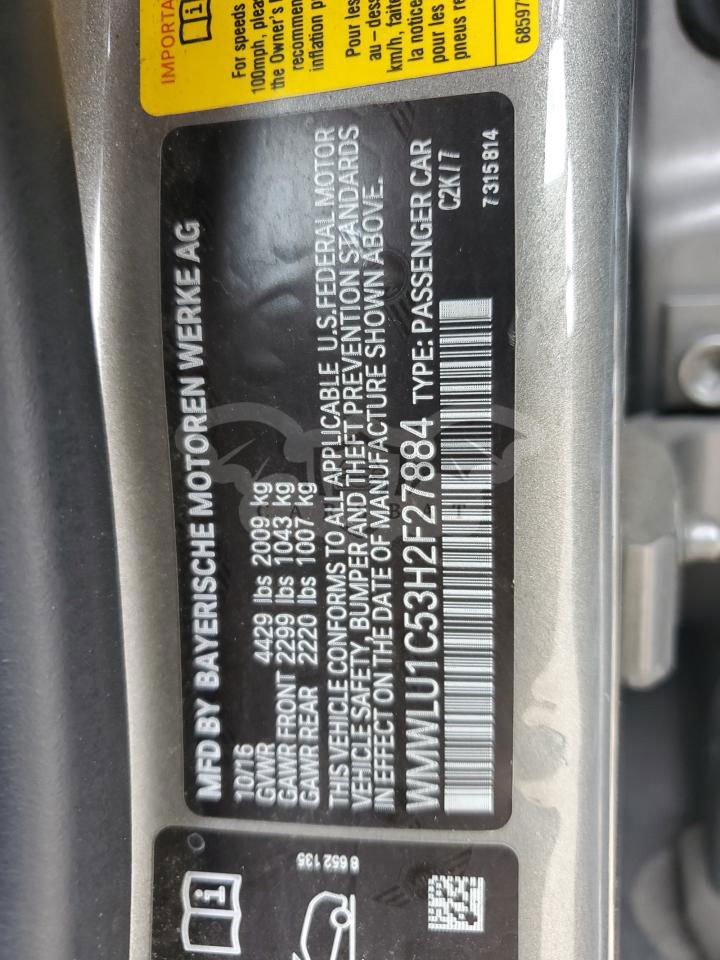 IMPORTA
For speeds
100mph, plea
the Owner's
recommen
inflation p
Pour les
au - dess
km/h, faite
la notice
pour les
pneus re
68597
MFD BY BAYERISCHE MOTOREN WERKE AG
10/16
GVWR 4429 lbs 2009 kg
GAWR FRONT 2299 lbs 1043 kg
GAWR REAR 2220 lbs 1007 kg
THIS VEHICLE CONFORMS TO ALL APPLICABLE U.S.FEDERAL MOTOR
VEHICLE SAFETY, BUMPER AND THEFT PREVENTION STANDARDS
IN EFFECT ON THE DATE OF MANUFACTURE SHOWN ABOVE.
WMWLU1C53H2F27884 TYPE: PASSENGER CAR
C2K/7
7315814
8 652 135